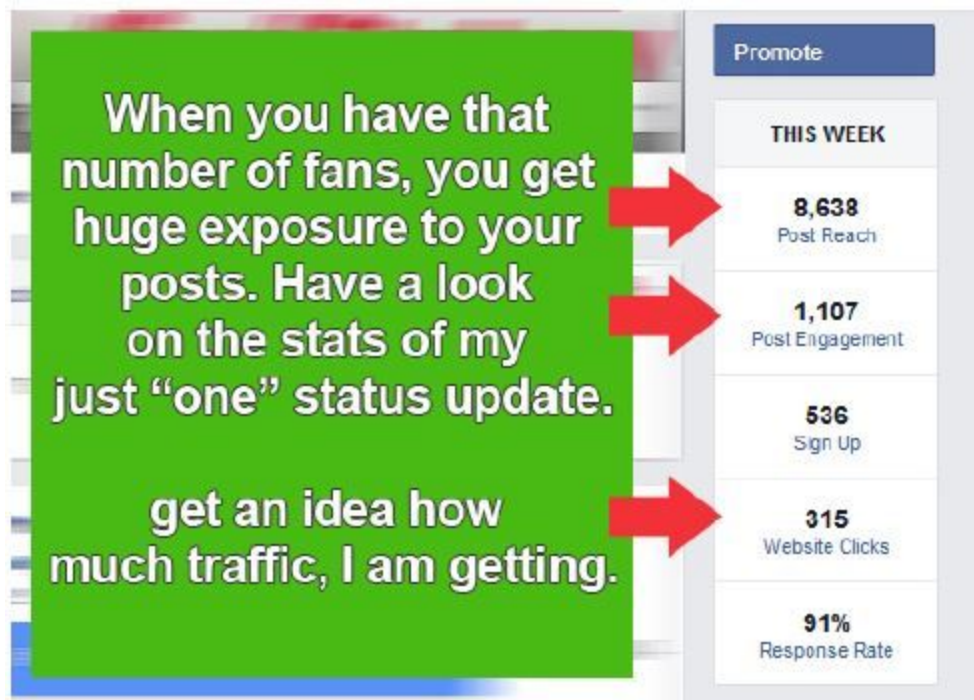 When you have that
number of fans, you get
huge exposure to your
posts. Have a look
on the stats of my
just “one” status update.
get an idea how
much traffic, I am getting.
Promote
THIS WEEK
8,638
Post Reach
1,107
Post Engagement
536
Sign Up
315
Website Clicks
91%
Response Rate